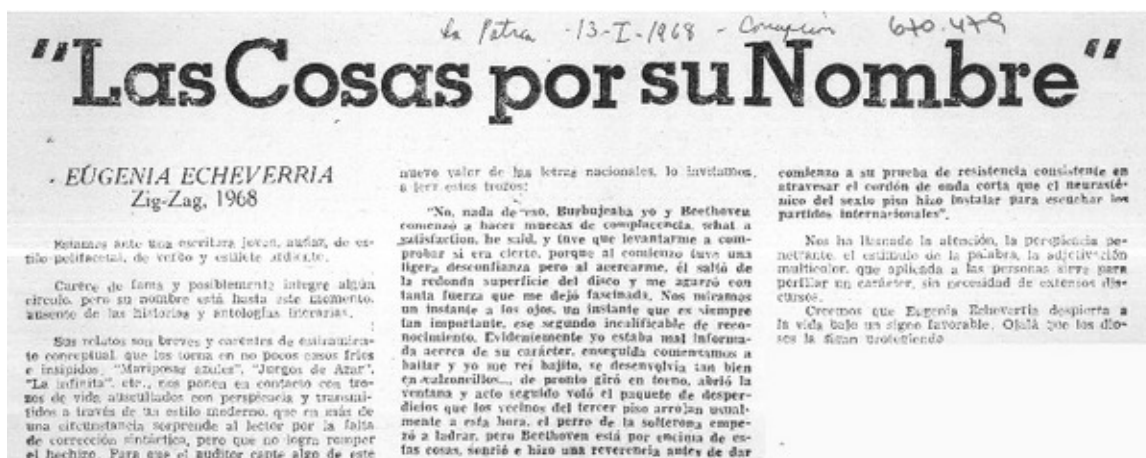 La Patria -13-I-1968 - Concepción 670.479
"Las Cosas por su Nombre"
EUGENIA ECHEVERRIA
Zig-Zag, 1968
Estamos ante una escritora joven, audaz, de es-
tilo polifacetal, de verbo y estilete ardiente.
Carece de fama y posiblemente integre algún
círculo, pero su nombre está hasta este momento,
ausente de las historias y antologías literarias.
Sus relatos son breves y carentes de
to conceptual, que los torna en no pocos casos fríos
e insípidos. "Mariposas azules", "Juegos de Azar",
"La infinita", etc., nos ponen en contacto con tro-
zos de vida auscultados con perspicacia y transmi-
tidos a través de un estilo moderno, que en más de
una circunstancia sorprende al lector por la falta
de corrección sintáctica, pero que no logra romper
el hechizo. Para que el auditor capte algo de este
nuevo valor de las letras nacionales, lo invitamos,
a leer estos trozos:
"No, nada de eso. Burbujeaba yo y Beethoven
comenzó a hacer muecas de complacencia, what a
satisfaction, he said, y tuve que levantarme a com-
probar si era cierto, porque al comienzo tuve una
ligera desconfianza pero al acercarme, él saltó de
la redonda superficie del disco y me agarró con
tanta fuerza que me dejó fascinada. Nos miramos
un instante a los ojos, un instante que es siempre
tan importante, ese segundo incalificable de reco-
nocimiento. Evidentemente yo estaba mal informa-
da acerca de su carácter, enseguida comenzamos a
bailar y yo me reí bajito, se desenvolvía tan bien
en calzoncillos..., de pronto giró en torno, abrió la
ventana y acto seguido voló el paquete de desper-
dicios que los vecinos del tercer piso arrojan usual-
mente a esta hora, el perro de la solterona empe-
zó a ladrar, pero Beethoven está por encima de es-
tas cosas, sonrió e hizo una reverencia antes de dar
comienzo a su prueba de resistencia consistente en
atravesar el cordón de onda corta que el neurasté-
nico del sexto piso hizo instalar para escuchar los
partidos internacionales".
Nos ha llamado la atención, la perspicacia pe-
netrante, el estímulo de la palabra, la adjetivación
multicolor, que aplicada a las personas sirve para
perfilar un carácter, sin necesidad de extensos dis-
cursos.
Creemos que Eugenia Echeverría despierta a
la vida bajo un signo favorable. Ojalá que los dio-
ses la sigan protegiendo